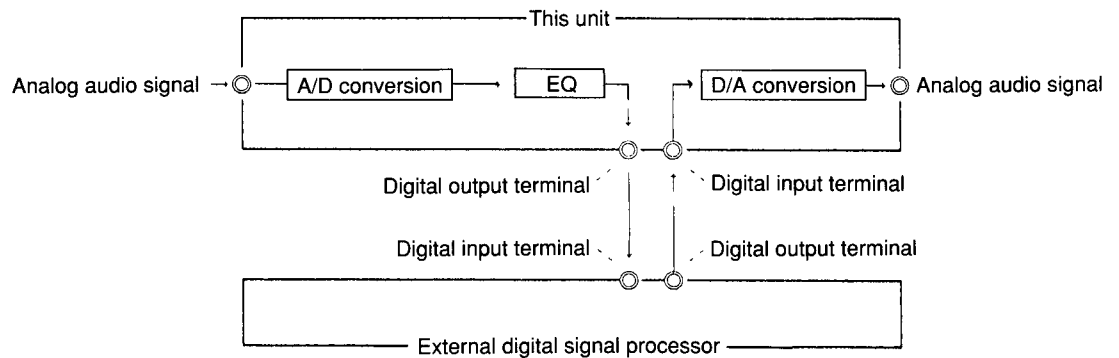 This unit
Analog audio signal
A/D conversion
EQ
D/A conversion
Analog audio signal
Digital output terminal
Digital input terminal
Digital input terminal
Digital output terminal
External digital signal processor